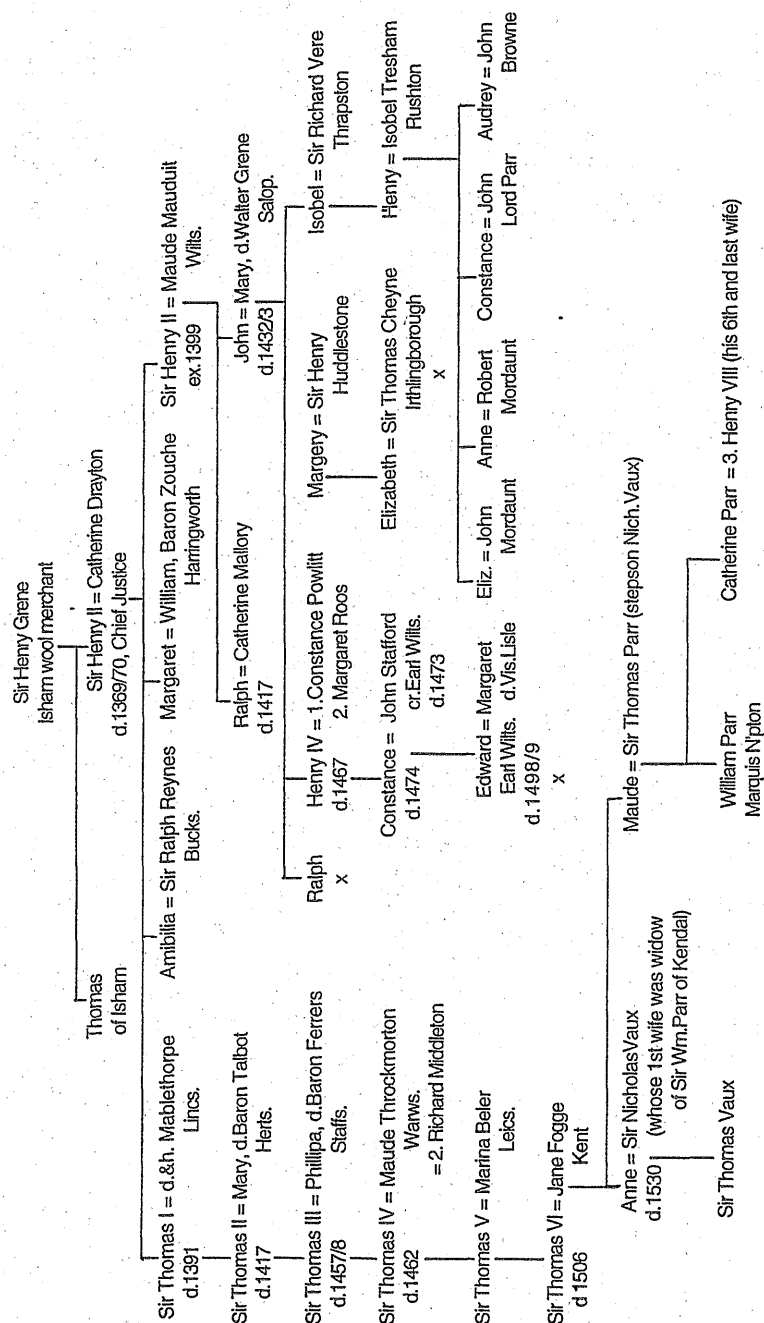 Sir Henry Grene
Isham wool merchant
Thomas
of Isham
Sir Henry II = Catherine Drayton
d.1369/70, Chief Justice
Sir Thomas I = d.&h. Mablethorpe
d.1391
Lincs.
Amibilia = Sir Ralph Reynes
Bucks.
Margaret = William, Baron Zouche
Harringworth
Sir Henry II = Maude Mauduit
ex.1399
Wilts.
Sir Thomas II = Mary, d.Baron Talbot
d.1417
Herts.
Ralph = Catherine Mallory
d.1417
John = Mary, d.Walter Grene
d.1432/3
Salop.
Sir Thomas III = Phillipa, d.Baron Ferrers
d.1457/8
Staffs.
Ralph
x
Henry IV = 1.Constance Powlitt
d.1467
2. Margaret Roos
Margery = Sir Henry
Huddlestone
Isobel = Sir Richard Vere
Thrapston
Sir Thomas IV = Maude Throckmorton
d.1462
Warws.
= 2. Richard Middleton
Constance = John Stafford
d.1474
cr.Earl Wilts.
d.1473
Elizabeth = Sir Thomas Cheyne
Irthlingborough
x
Henry = Isobel Tresham
Rushton
Sir Thomas V = Marina Beler
Leics.
Edward = Margaret
Earl Wilts. d.Vis.Lisle
d.1498/9
x
Eliz. = John
Mordaunt
Anne = Robert
Mordaunt
Constance = John
Lord Parr
Audrey = John
Browne
Sir Thomas VI = Jane Fogge
d 1506
Kent
Anne = Sir NicholasVaux
d.1530
(whose 1st wife was widow
of Sir Wm.Parr of Kendal)
Maude = Sir Thomas Parr (stepson Nich.Vaux)
Sir Thomas Vaux
William Parr
Marquis N'pton
Catherine Parr = 3. Henry VIII (his 6th and last wife)